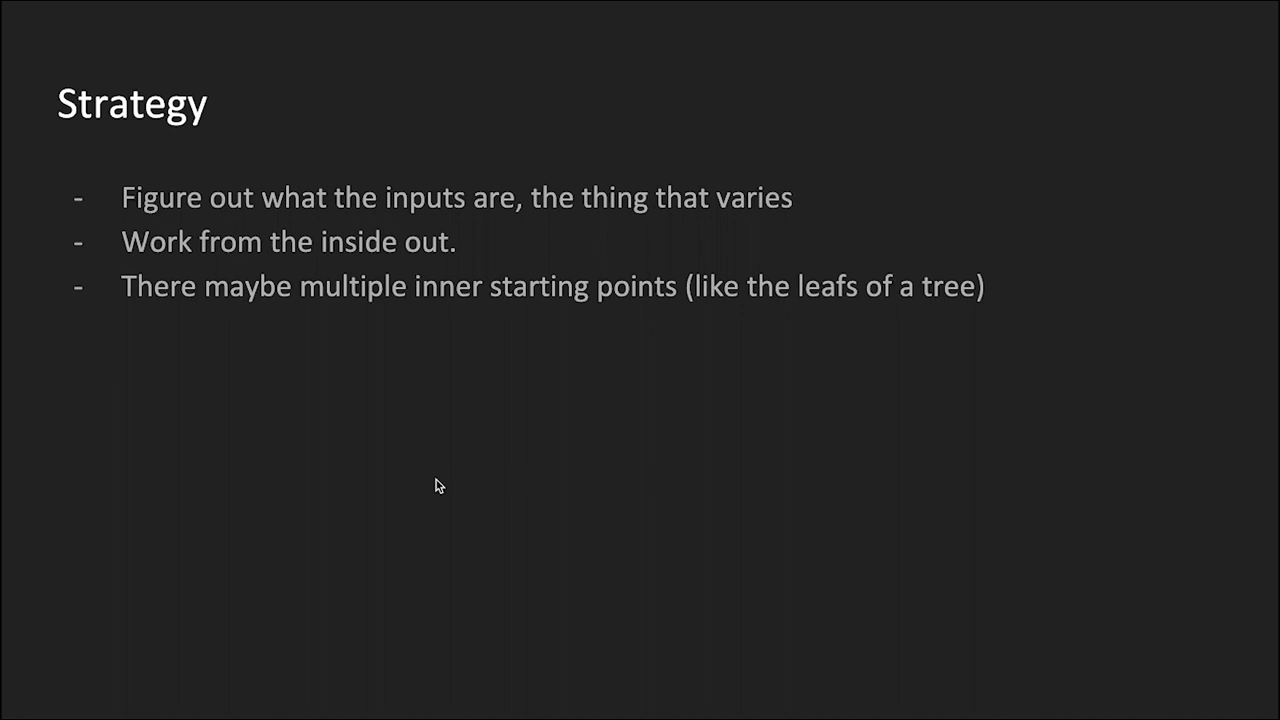 Strategy
- Figure out what the inputs are, the thing that varies
- Work from the inside out.
- There maybe multiple inner starting points (like the leafs of a tree)